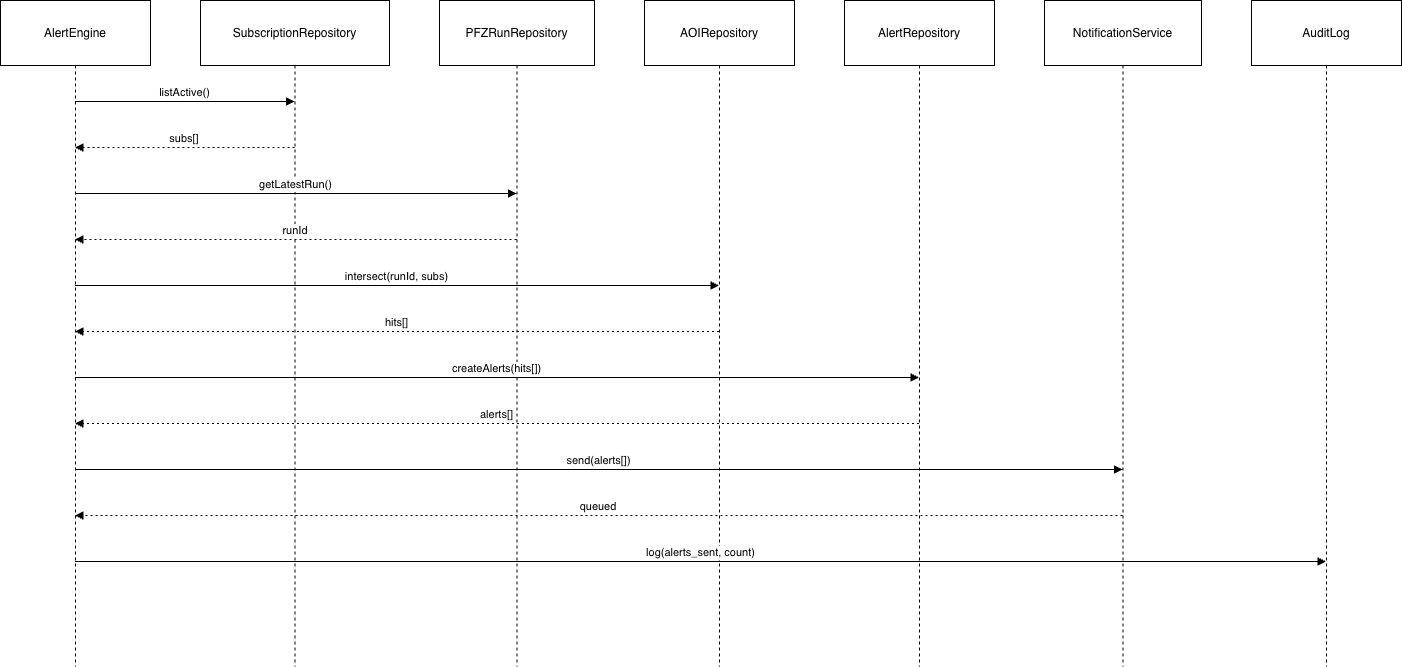 AlertEngine
SubscriptionRepository
PFZRunRepository
AOIRepository
AlertRepository
NotificationService
AuditLog
listActive()
subs[]
getLatestRun()
runId
intersect(runId, subs)
hits[]
createAlerts(hits[])
alerts[]
send(alerts[])
queued
log(alerts_sent, count)